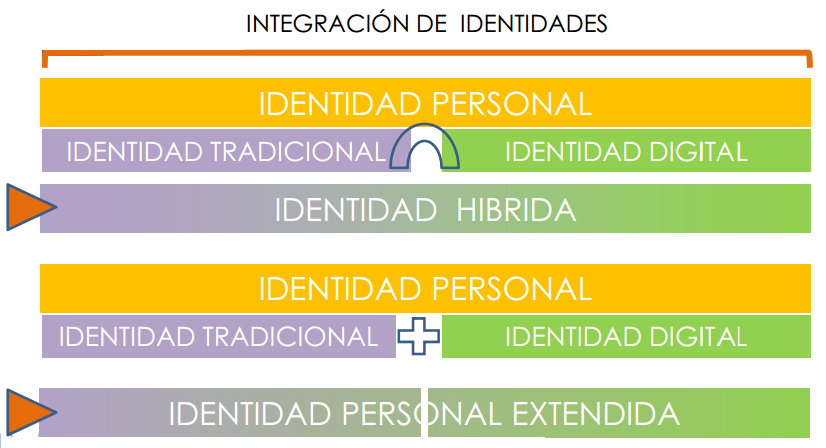 INTEGRACIÓN DE IDENTIDADES
IDENTIDAD PERSONAL
IDENTIDAD TRADICIONAL IDENTIDAD DIGITAL
IDENTIDAD HIBRIDA
IDENTIDAD PERSONAL
IDENTIDAD TRADICIONAL IDENTIDAD DIGITAL
IDENTIDAD PERSONAL EXTENDIDA